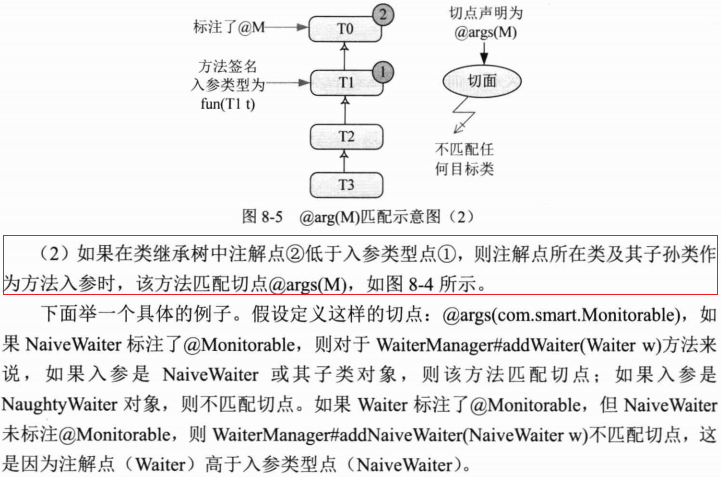 标注了@M
T0
2
切点声明为
@args(M)
方法签名
入参类型为
fun(T1 t)
T1
1
切面
T2
不匹配任
何目标类
T3
图 8-5 @arg(M)匹配示意图（2）
（2）如果在类继承树中注解点②低于入参类型点①，则注解点所在类及其子孙类作
为方法入参时，该方法匹配切点@args(M)，如图 8-4 所示。
下面举一个具体的例子。假设定义这样的切点：@args(com.smart.Monitorable)，如
果 NaiveWaiter 标注了@Monitorable，则对于 WaiterManager#addWaiter(Waiter w)方法来
说，如果入参是 NaiveWaiter 或其子类对象，则该方法匹配切点；如果入参是
NaughtyWaiter 对象，则不匹配切点。如果 Waiter 标注了@Monitorable，但 NaiveWaiter
未标注@Monitorable，则 WaiterManager#addNaiveWaiter(NaiveWaiter w)不匹配切点，这
是因为注解点（Waiter）高于入参类型点（NaiveWaiter）。